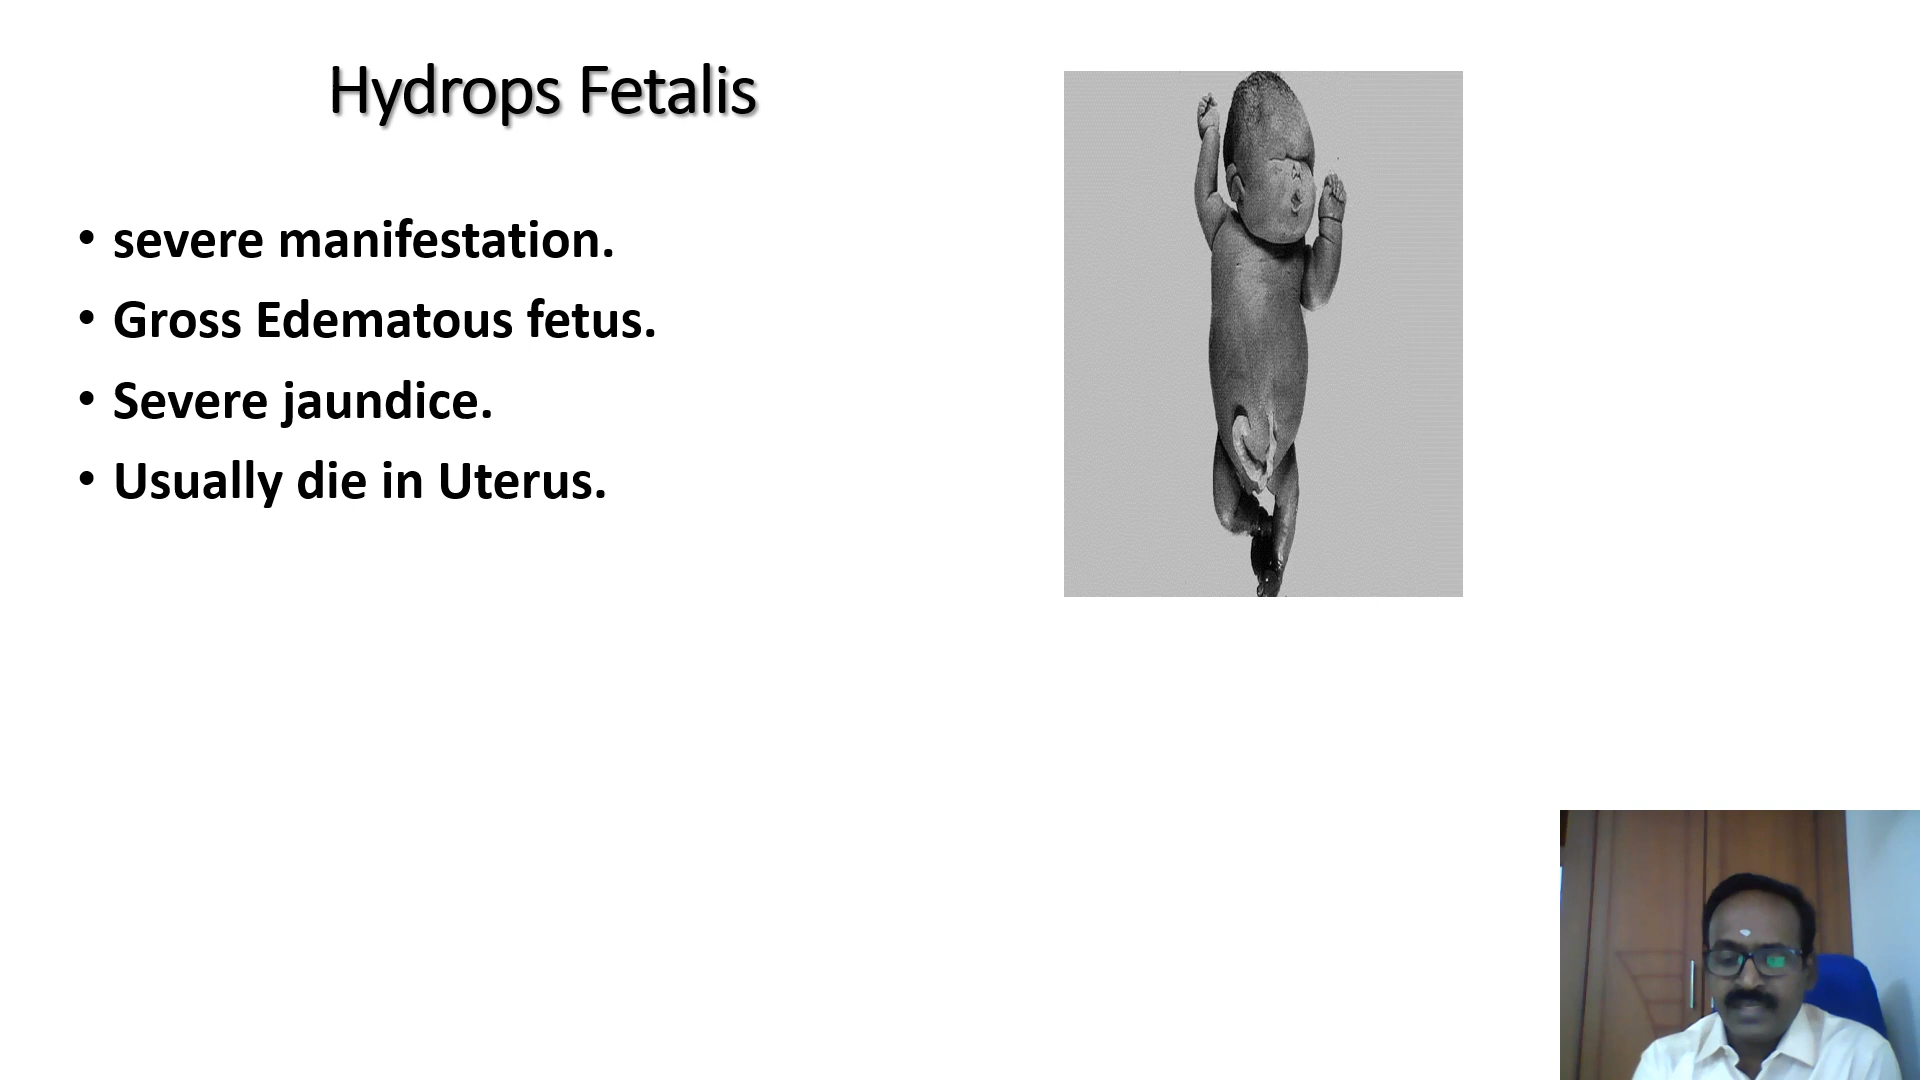 Hydrops Fetalis
• severe manifestation.
• Gross Edematous fetus.
• Severe jaundice.
• Usually die in Uterus.